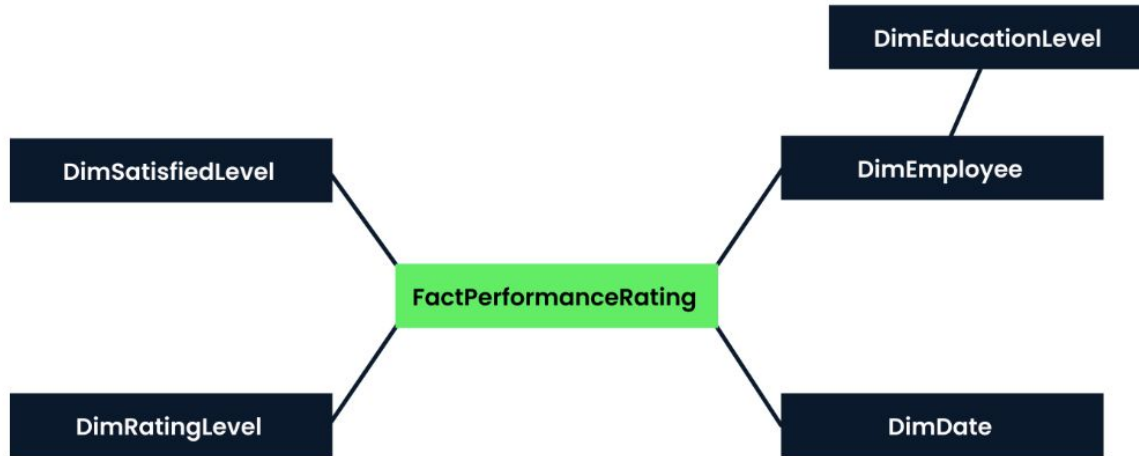 DimEducationLevel
DimSatisfiedLevel
DimEmployee
FactPerformanceRating
DimRatingLevel
DimDate